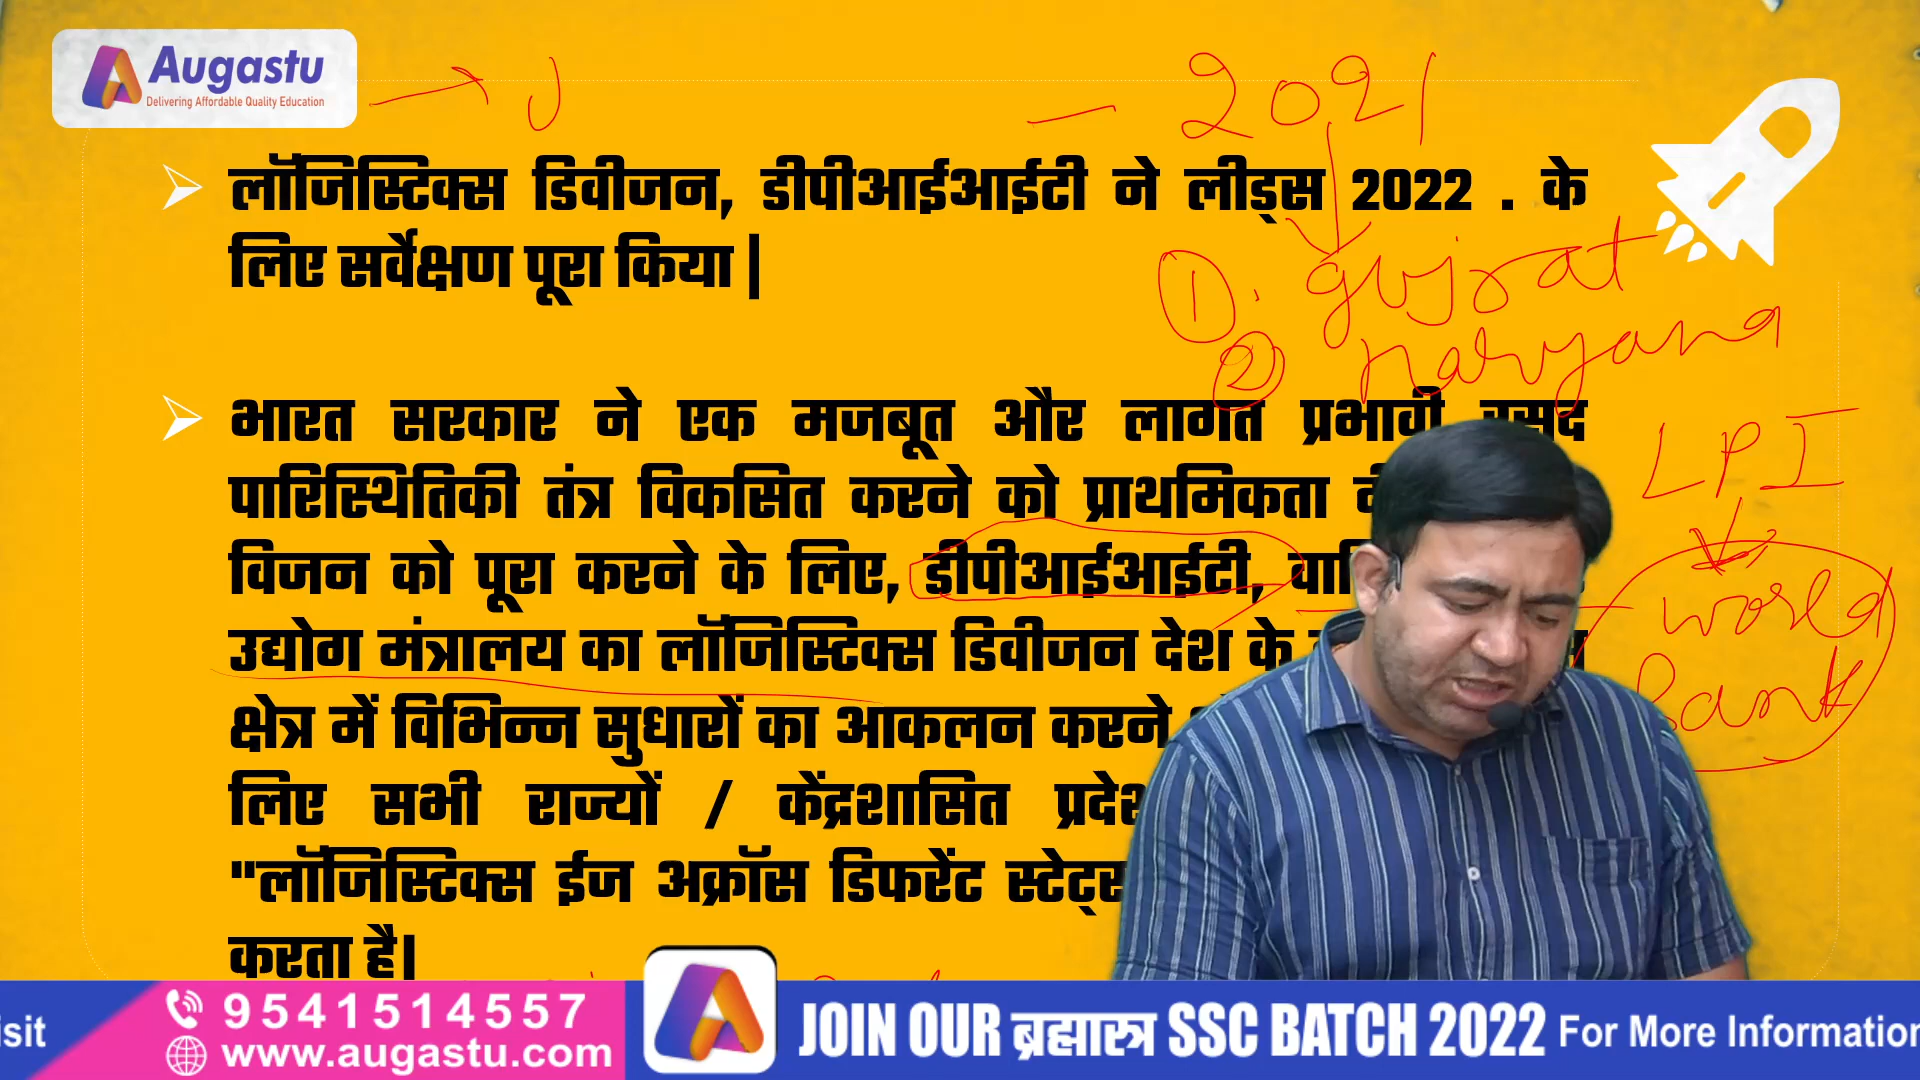 Augastu
Delivering Affordable Quality Education
- 2021
लॉजिस्टिक्स डिवीजन, डीपीआईआईटी ने लीड्स 2022 . के
लिए सर्वेक्षण पूरा किया|
1. gujrat
2 haryana
भारत सरकार ने एक मजबूत और लागत प्रभावी रसद
LPI
पारिस्थितिकी तंत्र विकसित करने को प्राथमिकता
विजन को पूरा करने के लिए, डीपीआईआईटी,
world
Bank
उद्योग मंत्रालय का लॉजिस्टिक्स डिवीजन देश के
क्षेत्र में विभिन्न सुधारों का आकलन करने
लिए सभी राज्यों / केंद्रशासित
"लॉजिस्टिक्स ईज अक्रॉस डिफरेंट
करता है|
9541514557
www.augastu.com
JOIN OUR ब्रह्मास्त्र SSC BATCH 2022 For More Information